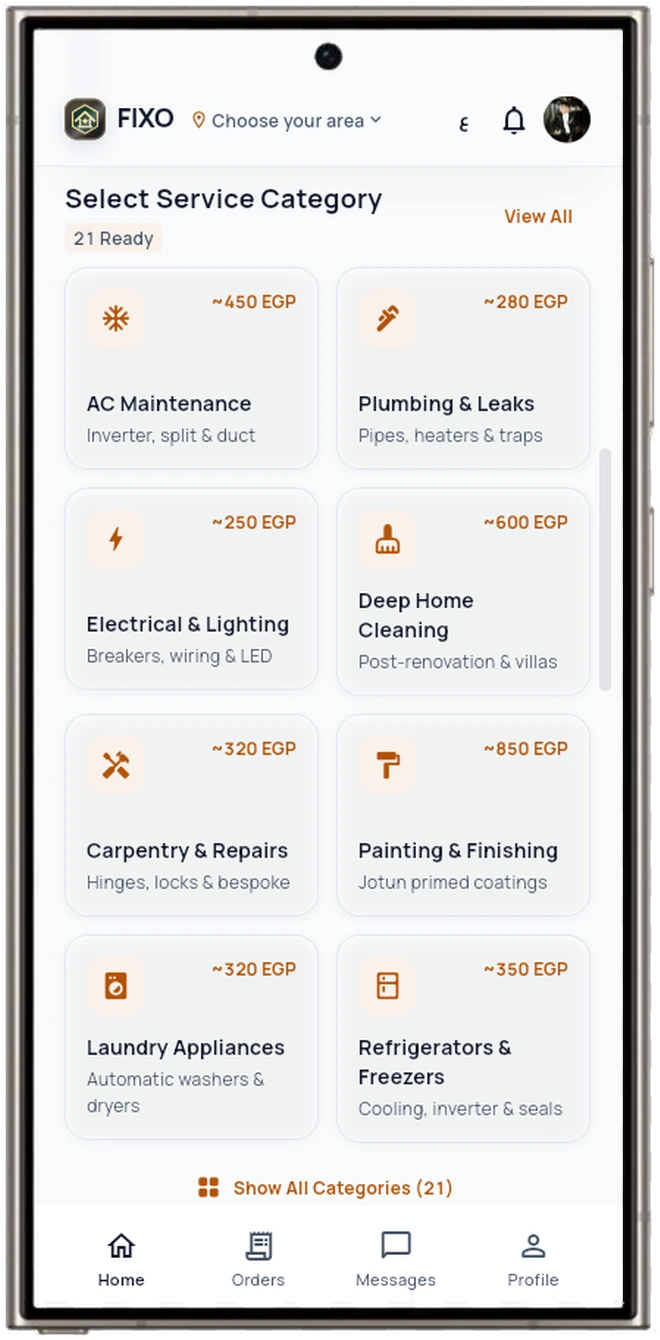 FIXO
Choose your area
ع
Select Service Category
View All
21 Ready
~450 EGP
AC Maintenance
Inverter, split & duct
~280 EGP
Plumbing & Leaks
Pipes, heaters & traps
~250 EGP
Electrical & Lighting
Breakers, wiring & LED
~600 EGP
Deep Home
Cleaning
Post-renovation & villas
~320 EGP
Carpentry & Repairs
Hinges, locks & bespoke
~850 EGP
Painting & Finishing
Jotun primed coatings
~320 EGP
Laundry Appliances
Automatic washers &
dryers
~350 EGP
Refrigerators &
Freezers
Cooling, inverter & seals
Show All Categories (21)
Home
Orders
Messages
Profile